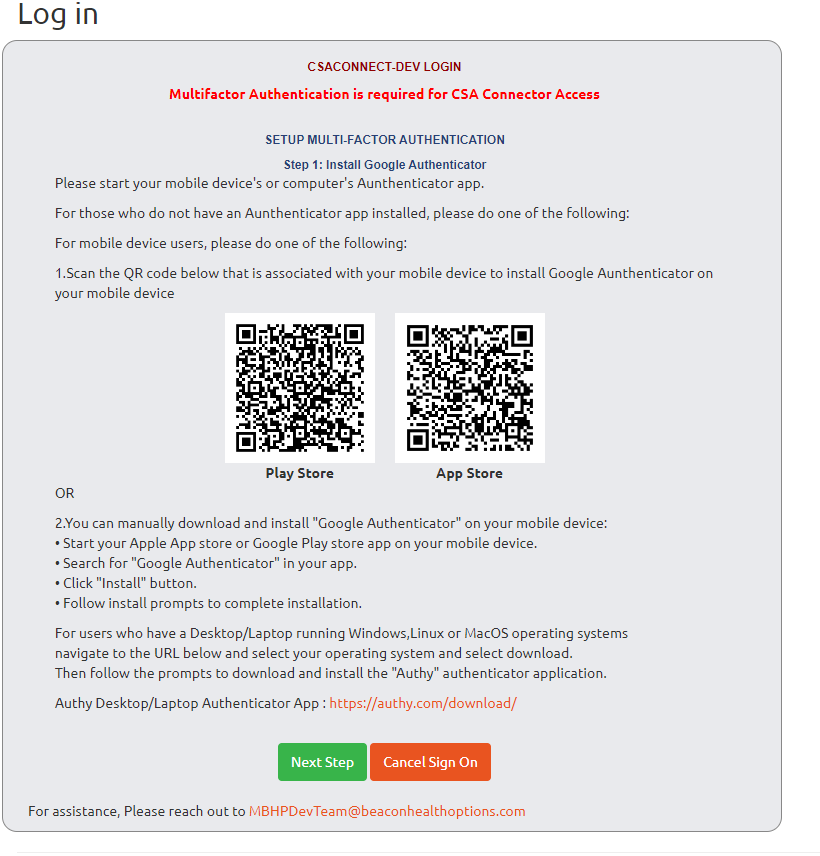 Log in
CSACONNECT-DEV LOGIN
Multifactor Authentication is required for CSA Connector Access
SETUP MULTI-FACTOR AUTHENTICATION
Step 1: Install Google Authenticator
Please start your mobile device's or computer's Aunthenticator app.
For those who do not have an Aunthenticator app installed, please do one of the following:
For mobile device users, please do one of the following:
1.Scan the QR code below that is associated with your mobile device to install Google Aunthenticator on
your mobile device
Play Store App Store
OR
2.You can manually download and install "Google Authenticator" on your mobile device:
• Start your Apple App store or Google Play store app on your mobile device.
• Search for "Google Authenticator" in your app.
• Click "Install" button.
• Follow install prompts to complete installation.
For users who have a Desktop/Laptop running Windows,Linux or MacOS operating systems
navigate to the URL below and select your operating system and select download.
Then follow the prompts to download and install the "Authy" authenticator application.
Authy Desktop/Laptop Authenticator App : https://authy.com/download/
Next Step Cancel Sign On
For assistance, Please reach out to MBHPDevTeam@beaconhealthoptions.com